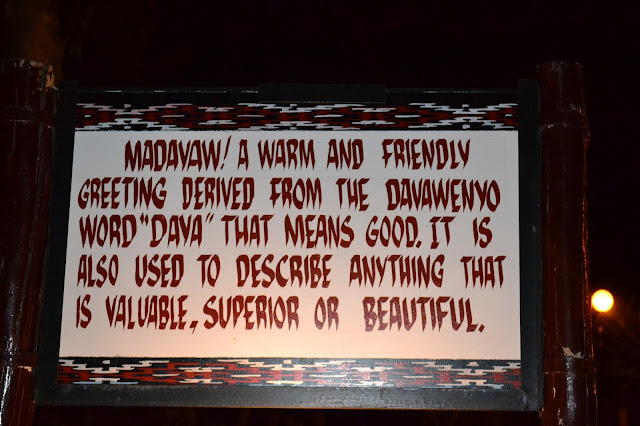 MADAYAW! A WARM AND FRIENDLY
GREETING DERIVED FROM THE DAVAWENYO
WORD "DAYA" THAT MEANS GOOD. IT IS
ALSO USED TO DESCRIBE ANYTHING THAT
IS VALUABLE, SUPERIOR OR BEAUTIFUL.